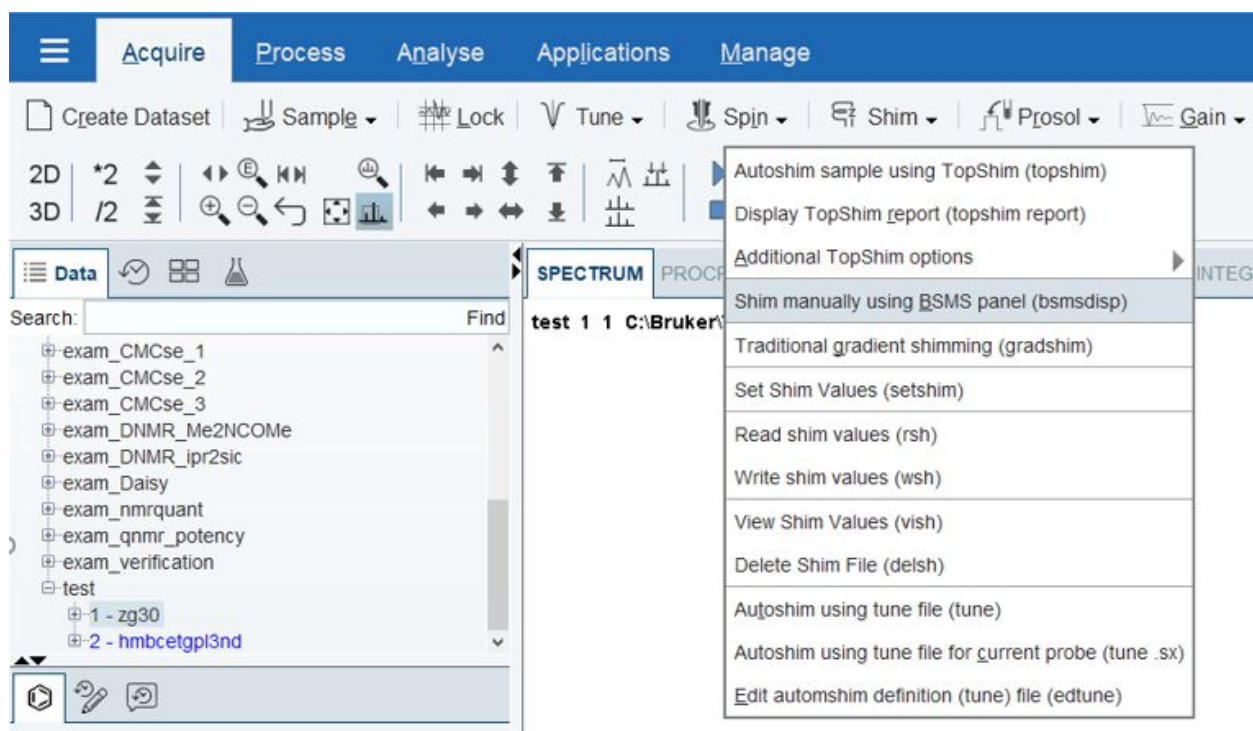 Acquire Process Analyse Applications Manage
Create Dataset Sample Lock Tune Spin Shim Prosol Gain
2D *2
3D /2
Data
Search: Find
exam_CMCse_1
exam_CMCse_2
exam_CMCse_3
exam_DNMR_Me2NCOMe
exam_DNMR_ipr2sic
exam_Daisy
exam_nmrquant
exam_qnmr_potency
exam_verification
test
1 - zg30
2 - hmbcetgpl3nd
SPECTRUM PROCP INTEG
test 1 1 C:\Bruker\
Autoshim sample using TopShim (topshim)
Display TopShim report (topshim report)
Additional TopShim options
Shim manually using BSMS panel (bsmsdisp)
Traditional gradient shimming (gradshim)
Set Shim Values (setshim)
Read shim values (rsh)
Write shim values (wsh)
View Shim Values (vish)
Delete Shim File (delsh)
Autoshim using tune file (tune)
Autoshim using tune file for current probe (tune .sx)
Edit automshim definition (tune) file (edtune)